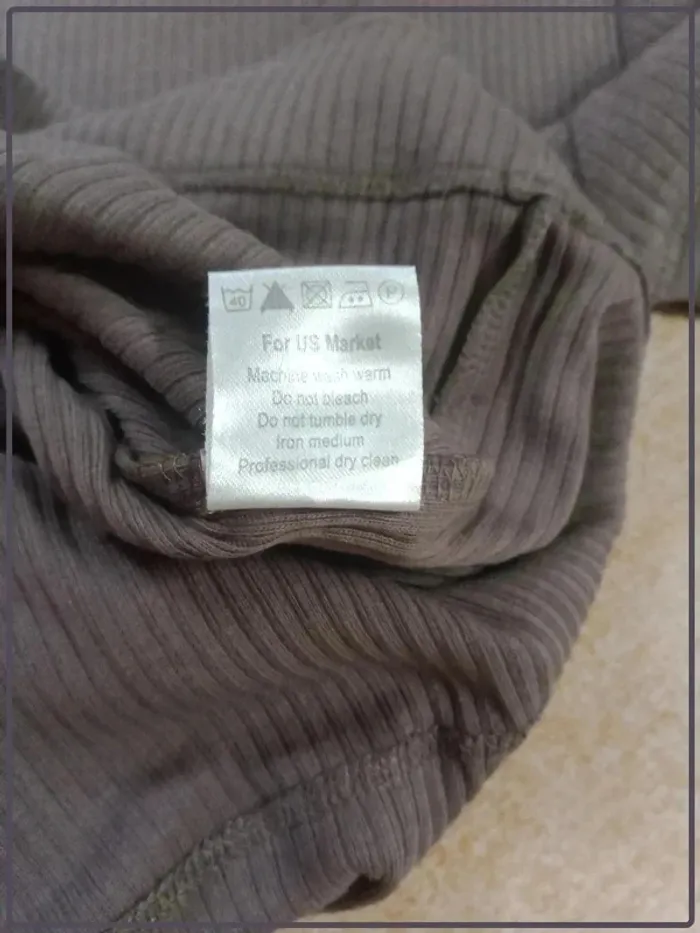 40 P
For US Market
Machine wash warm
Do not bleach
Do not tumble dry
Iron medium
Professional dry clean